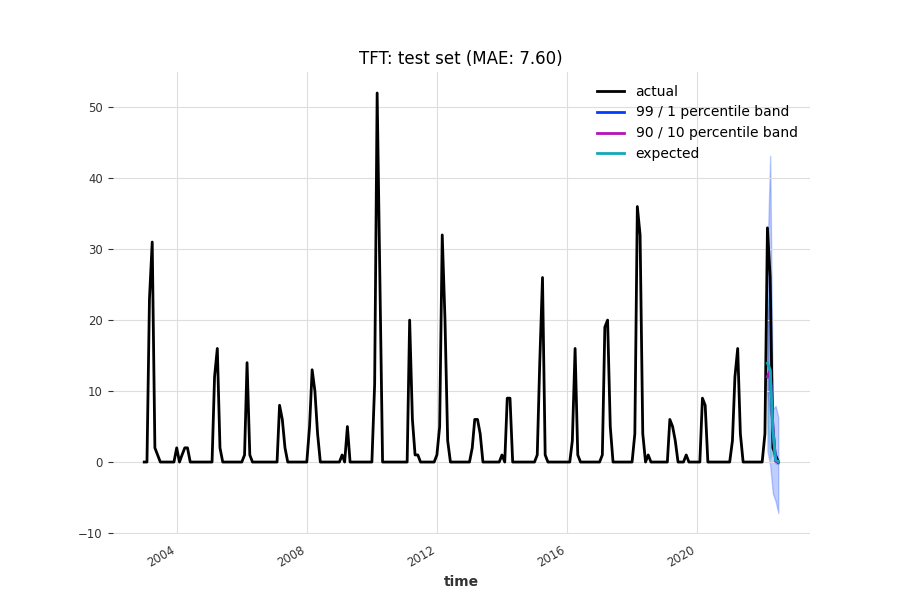 TFT: test set (MAE: 7.60)
actual
99 / 1 percentile band
90 / 10 percentile band
expected
50
40
30
20
10
0
−10
2004
2008
2012
2016
2020
time